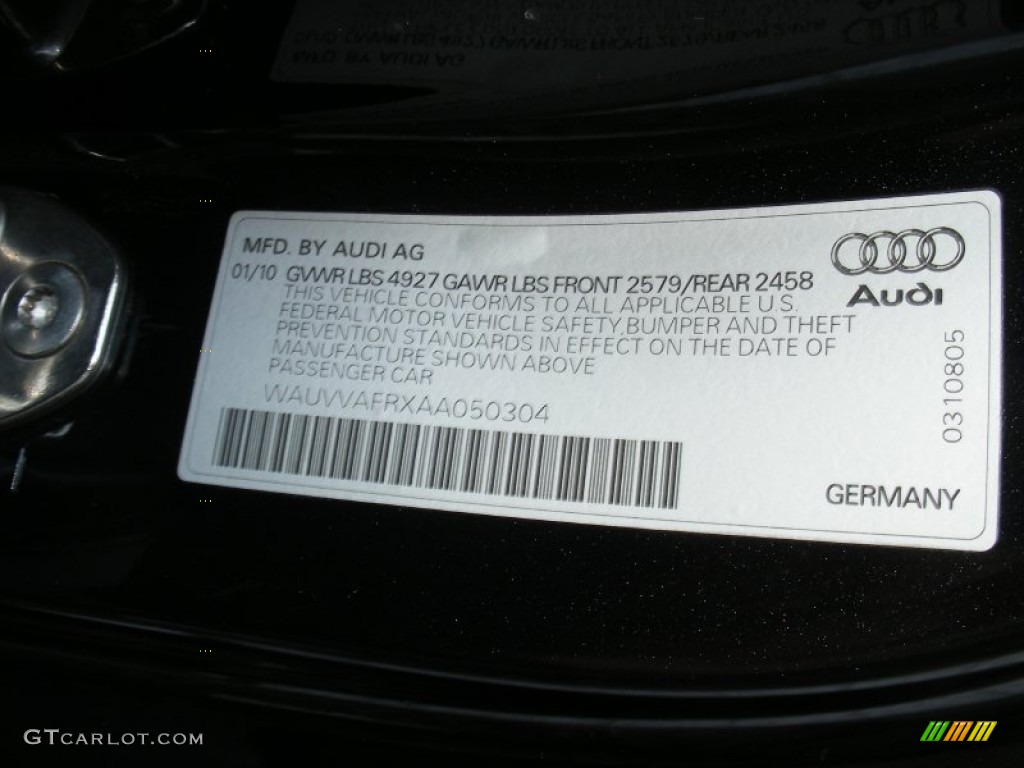 MFD. BY AUDI AG
01/10 GVWR LBS 4927 GAWR LBS FRONT 2579/REAR 2458
THIS VEHICLE CONFORMS TO ALL APPLICABLE U.S.
FEDERAL MOTOR VEHICLE SAFETY,BUMPER AND THEFT
PREVENTION STANDARDS IN EFFECT ON THE DATE OF
MANUFACTURE SHOWN ABOVE
PASSENGER CAR
WAUVVAFRXAA050304
Audi
0310805
GERMANY
GTCARLOT.COM